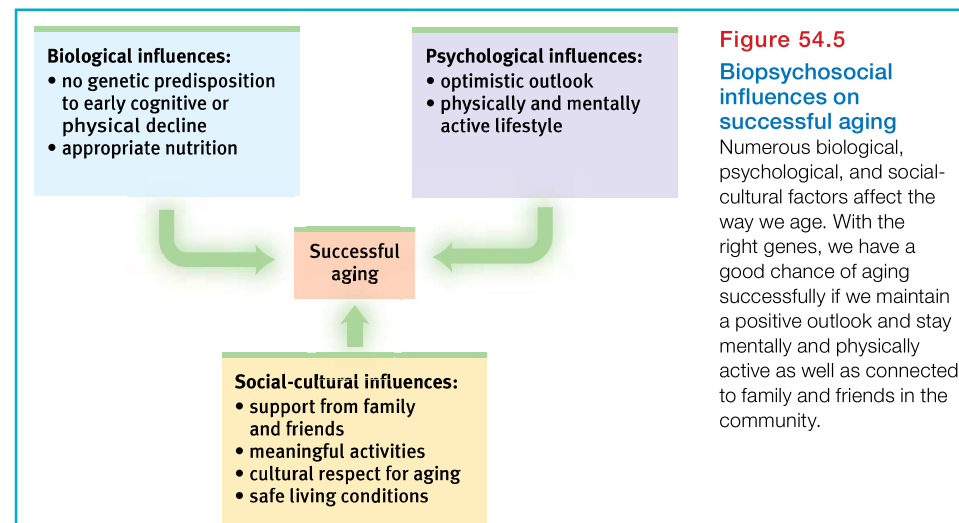 Biological influences:
• no genetic predisposition
to early cognitive or
physical decline
• appropriate nutrition
Psychological influences:
• optimistic outlook
• physically and mentally
active lifestyle
Successful
aging
Social-cultural influences:
• support from family
and friends
• meaningful activities
• cultural respect for aging
• safe living conditions
Figure 54.5
Biopsychosocial
influences on
successful aging
Numerous biological,
psychological, and social-
cultural factors affect the
way we age. With the
right genes, we have a
good chance of aging
successfully if we maintain
a positive outlook and stay
mentally and physically
active as well as connected
to family and friends in the
community.